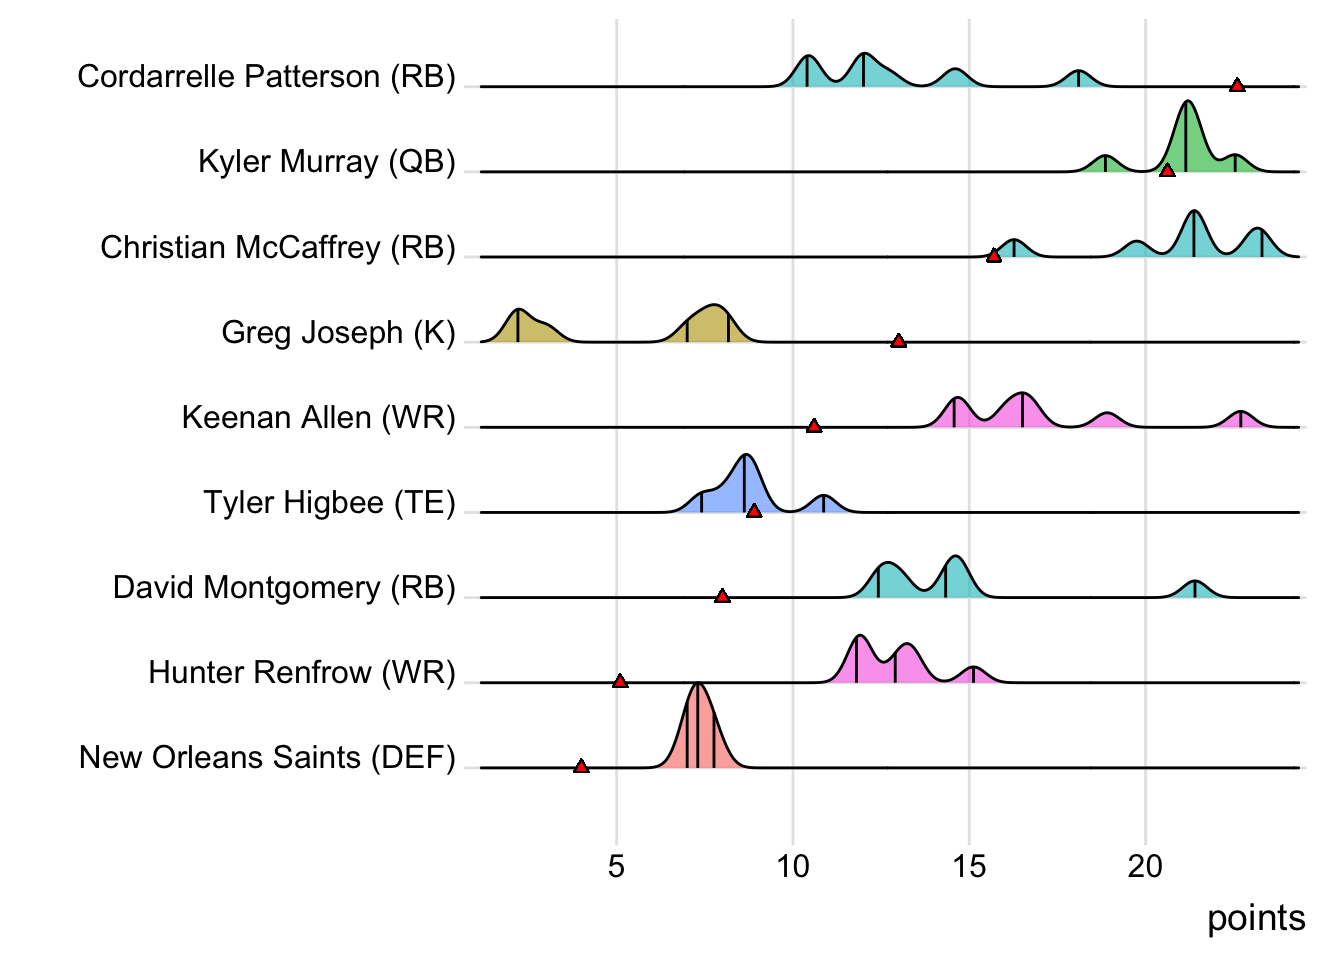 Cordarrelle Patterson (RB)
Kyler Murray (QB)
Christian McCaffrey (RB)
Greg Joseph (K)
Keenan Allen (WR)
Tyler Higbee (TE)
David Montgomery (RB)
Hunter Renfrow (WR)
New Orleans Saints (DEF)
5 10 15 20
points